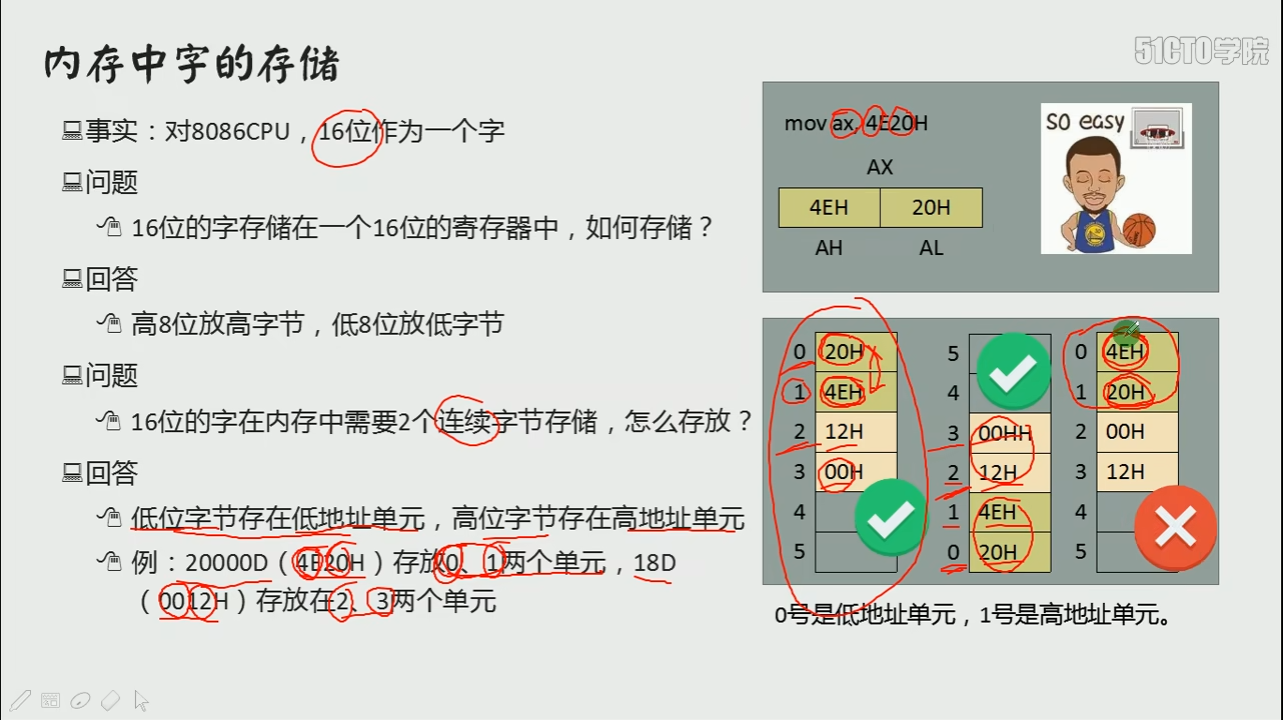 内存中字的存储
51CTO学院
事实：对8086CPU，16位作为一个字
问题
16位的字存储在一个16位的寄存器中，如何存储？
回答
高8位放高字节，低8位放低字节
问题
16位的字在内存中需要2个连续字节存储，怎么存放？
回答
低位字节存在低地址单元，高位字节存在高地址单元
例：20000D（4E20H）存放0、1两个单元，18D
（0012H）存放在2、3两个单元
mov ax, 4E20H
AX
4EH 20H
AH AL
SO easy
0 20H
1 4EH
2 12H
3 00H
4
5
5
4
3 00HH
2 12H
1 4EH
0 20H
0 4EH
1 20H
2 00H
3 12H
4
5
0号是低地址单元，1号是高地址单元。